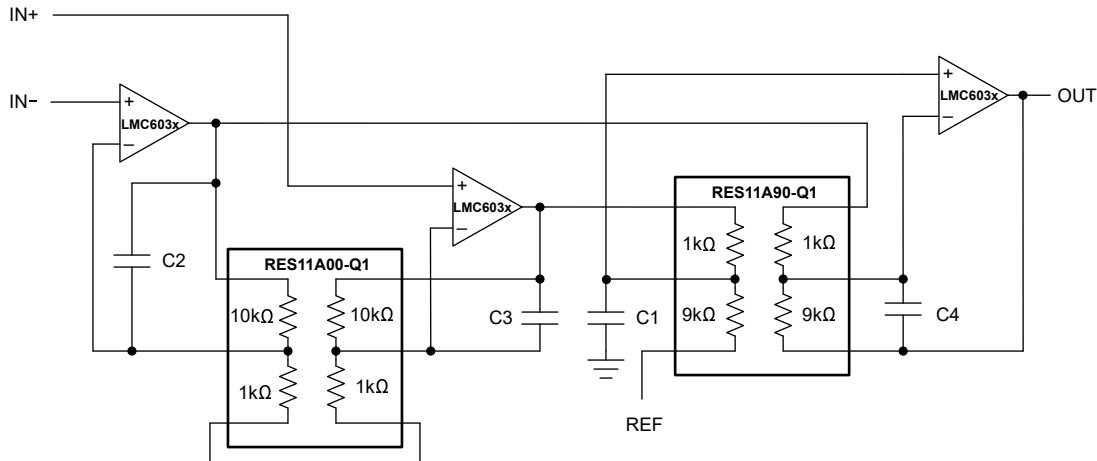 IN+
IN−
+
LMC603x
−
+
LMC603x
−
+
LMC603x
−
OUT
RES11A90-Q1
1kΩ
1kΩ
9kΩ
9kΩ
C2
RES11A00-Q1
10kΩ
10kΩ
1kΩ
1kΩ
C3
C1
C4
REF